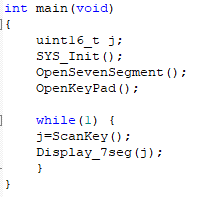 int main(void)
{
uint16_t j;
SYS_Init();
OpenSevenSegment();
OpenKeyPad();
while(1) {
j=ScanKey();
Display_7seg(j);
}
}